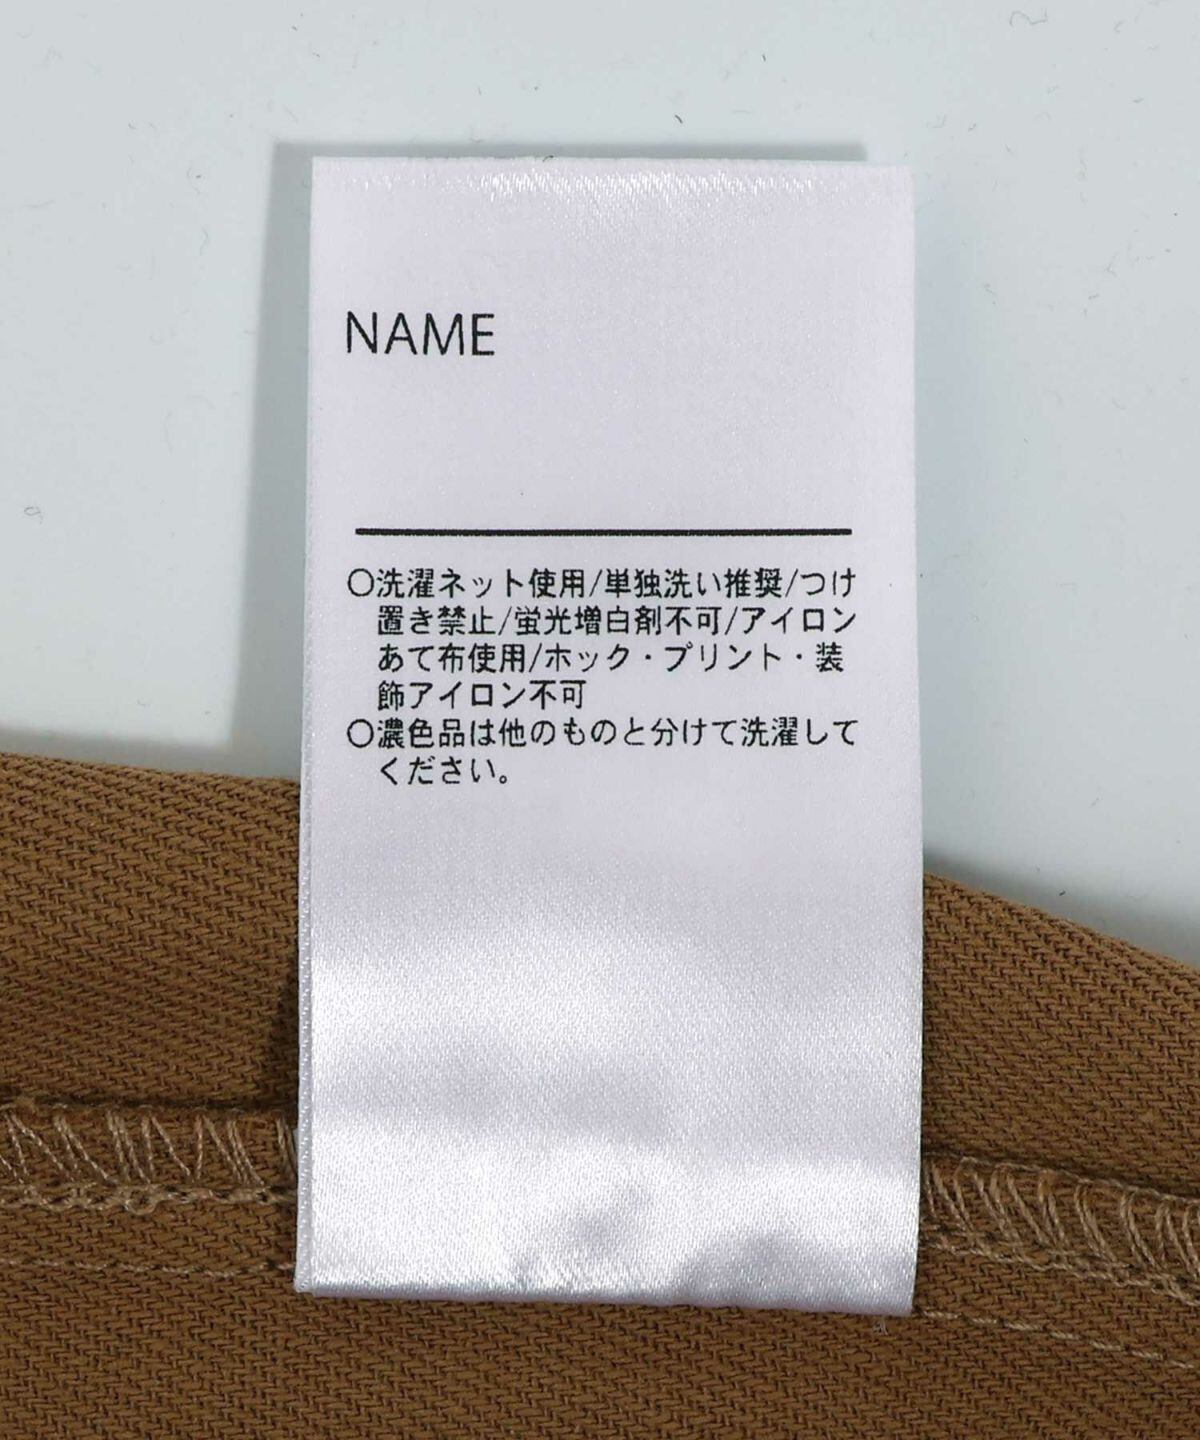 NAME
○洗濯ネット使用/単独洗い推奨/つけ
置き禁止/蛍光増白剤不可/アイロン
あて布使用/ホック・プリント・装
飾アイロン不可
○濃色品は他のものと分けて洗濯して
ください。